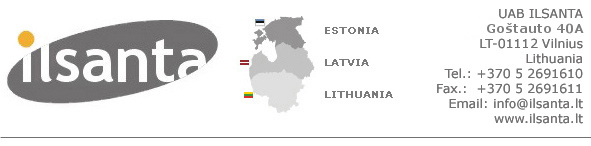 ilsanta
ESTONIA
LATVIA
LITHUANIA
UAB ILSANTA
Goštauto 40A
LT-01112 Vilnius
Lithuania
Tel.: +370 5 2691610
Fax.: +370 5 2691611
Email: info@ilsanta.lt
www.ilsanta.lt